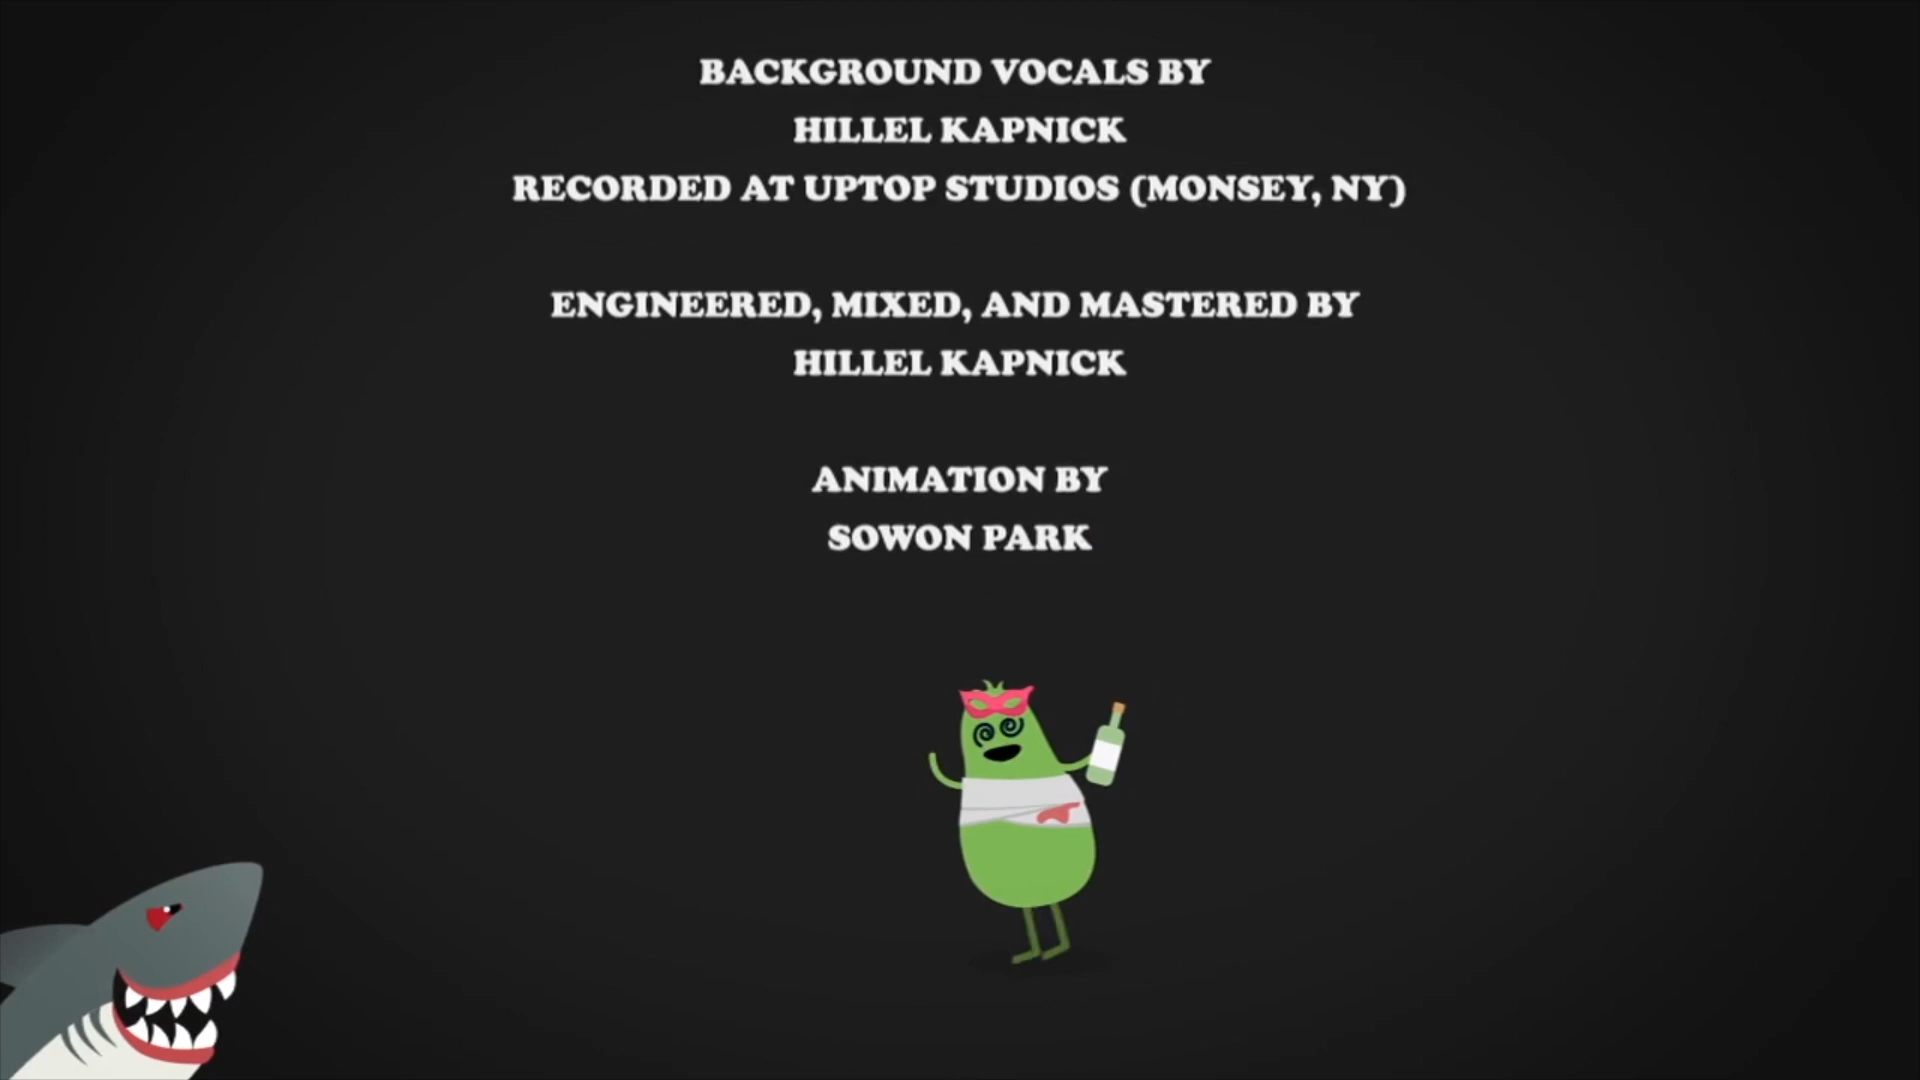 BACKGROUND VOCALS BY
HILLEL KAPNICK
RECORDED AT UPTOP STUDIOS (MONSEY, NY)
ENGINEERED, MIXED, AND MASTERED BY
HILLEL KAPNICK
ANIMATION BY
SOWON PARK